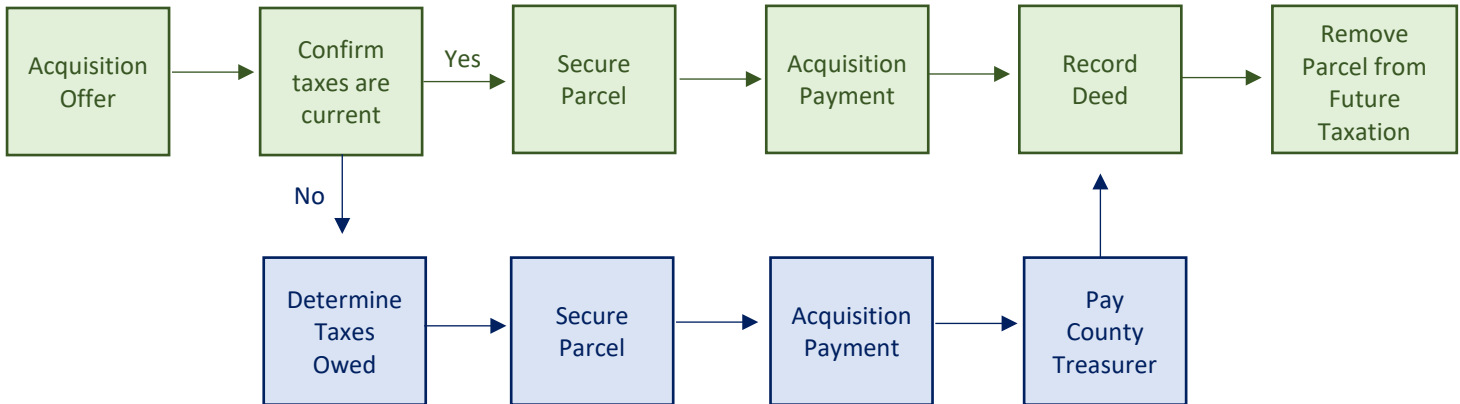 Acquisition
Offer
Confirm
taxes are
current
Yes
Secure
Parcel
Acquisition
Payment
Record
Deed
Remove
Parcel from
Future
Taxation
No
Determine
Taxes
Owed
Secure
Parcel
Acquisition
Payment
Pay
County
Treasurer